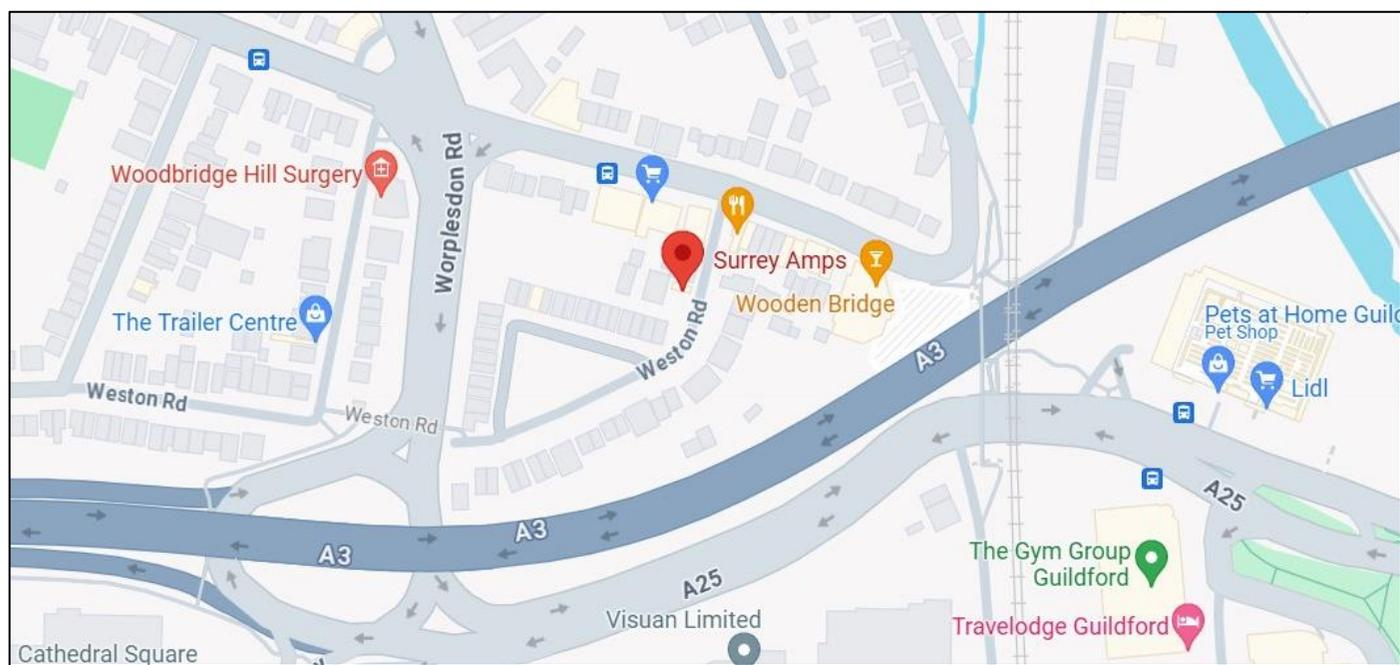 Woodbridge Hill Surgery
Worplesdon Rd
Surrey Amps
Wooden Bridge
The Trailer Centre
Weston Rd
Weston Rd
Weston Rd
Pets at Home Guild
Pet Shop
Lidl
A3
A3
A3
A25
A25
The Gym Group
Guildford
Visuan Limited
Travelodge Guildford
Cathedral Square